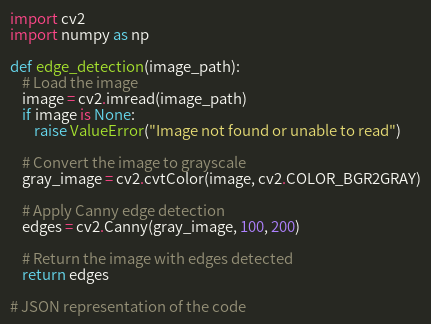 import cv2
import numpy as np

def edge_detection(image_path):
    # Load the image
    image = cv2.imread(image_path)
    if image is None:
        raise ValueError("Image not found or unable to read")

    # Convert the image to grayscale
    gray_image = cv2.cvtColor(image, cv2.COLOR_BGR2GRAY)

    # Apply Canny edge detection
    edges = cv2.Canny(gray_image, 100, 200)

    # Return the image with edges detected
    return edges

# JSON representation of the code